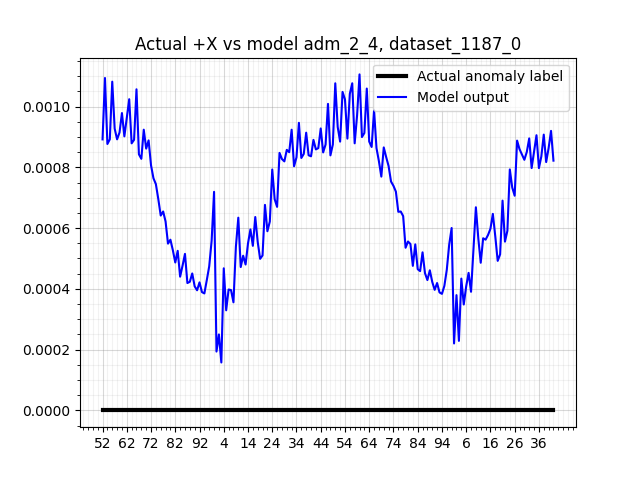 Actual +X vs model adm_2_4, dataset_1187_0
Actual anomaly label
Model output
0.0010
0.0008
0.0006
0.0004
0.0002
0.0000
52 62 72 82 92 4 14 24 34 44 54 64 74 84 94 6 16 26 36